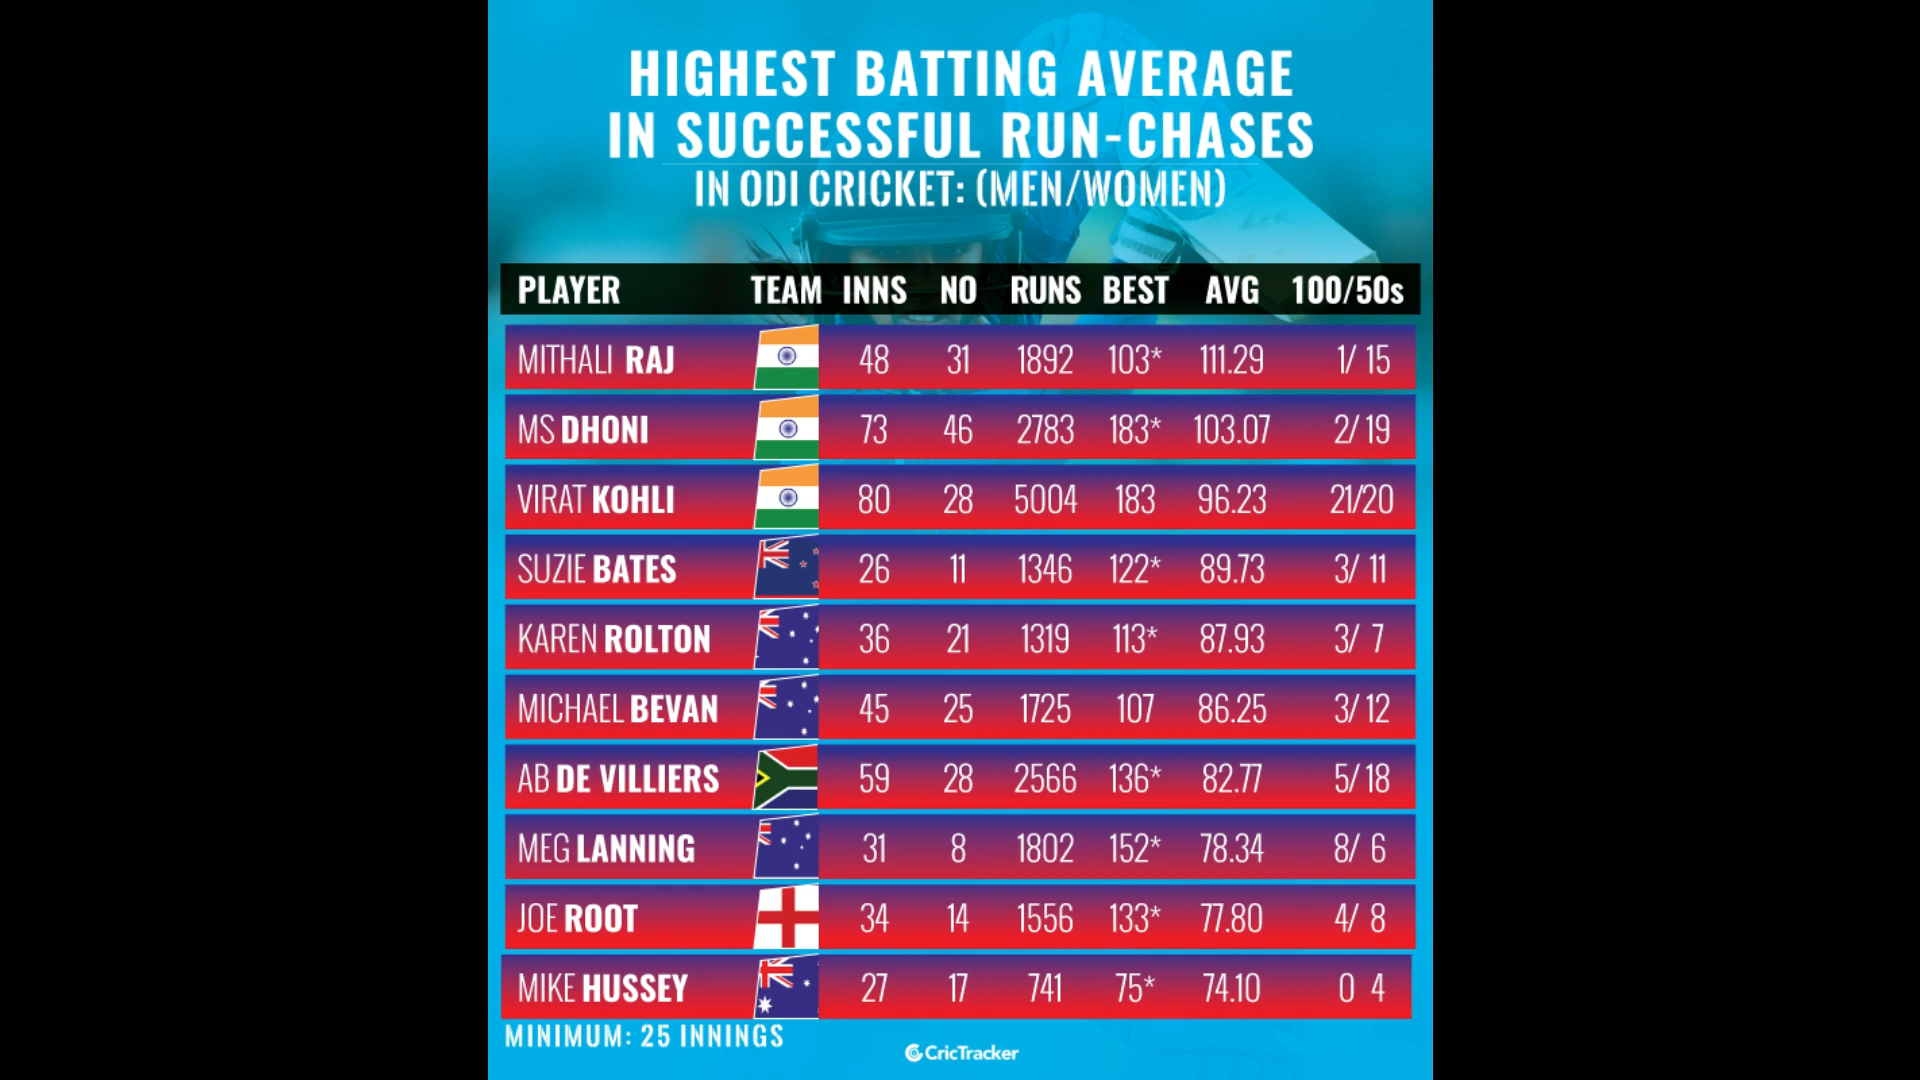 HIGHEST BATTING AVERAGE
IN SUCCESSFUL RUN-CHASES
IN ODI CRICKET: (MEN/WOMEN)
PLAYER TEAM INNS NO RUNS BEST AVG 100/50s
MITHALI RAJ 48 31 1892 103* 111.29 1/ 15
MS DHONI 73 46 2783 183* 103.07 2/ 19
VIRAT KOHLI 80 28 5004 183 96.23 21/20
SUZIE BATES 26 11 1346 122* 89.73 3/ 11
KAREN ROLTON 36 21 1319 113* 87.93 3/ 7
MICHAEL BEVAN 45 25 1725 107 86.25 3/ 12
AB DE VILLIERS 59 28 2566 136* 82.77 5/ 18
MEG LANNING 31 8 1802 152* 78.34 8/ 6
JOE ROOT 34 14 1556 133* 77.80 4/ 8
MIKE HUSSEY 27 17 741 75* 74.10 0 4
MINIMUM: 25 INNINGS
CricTracker